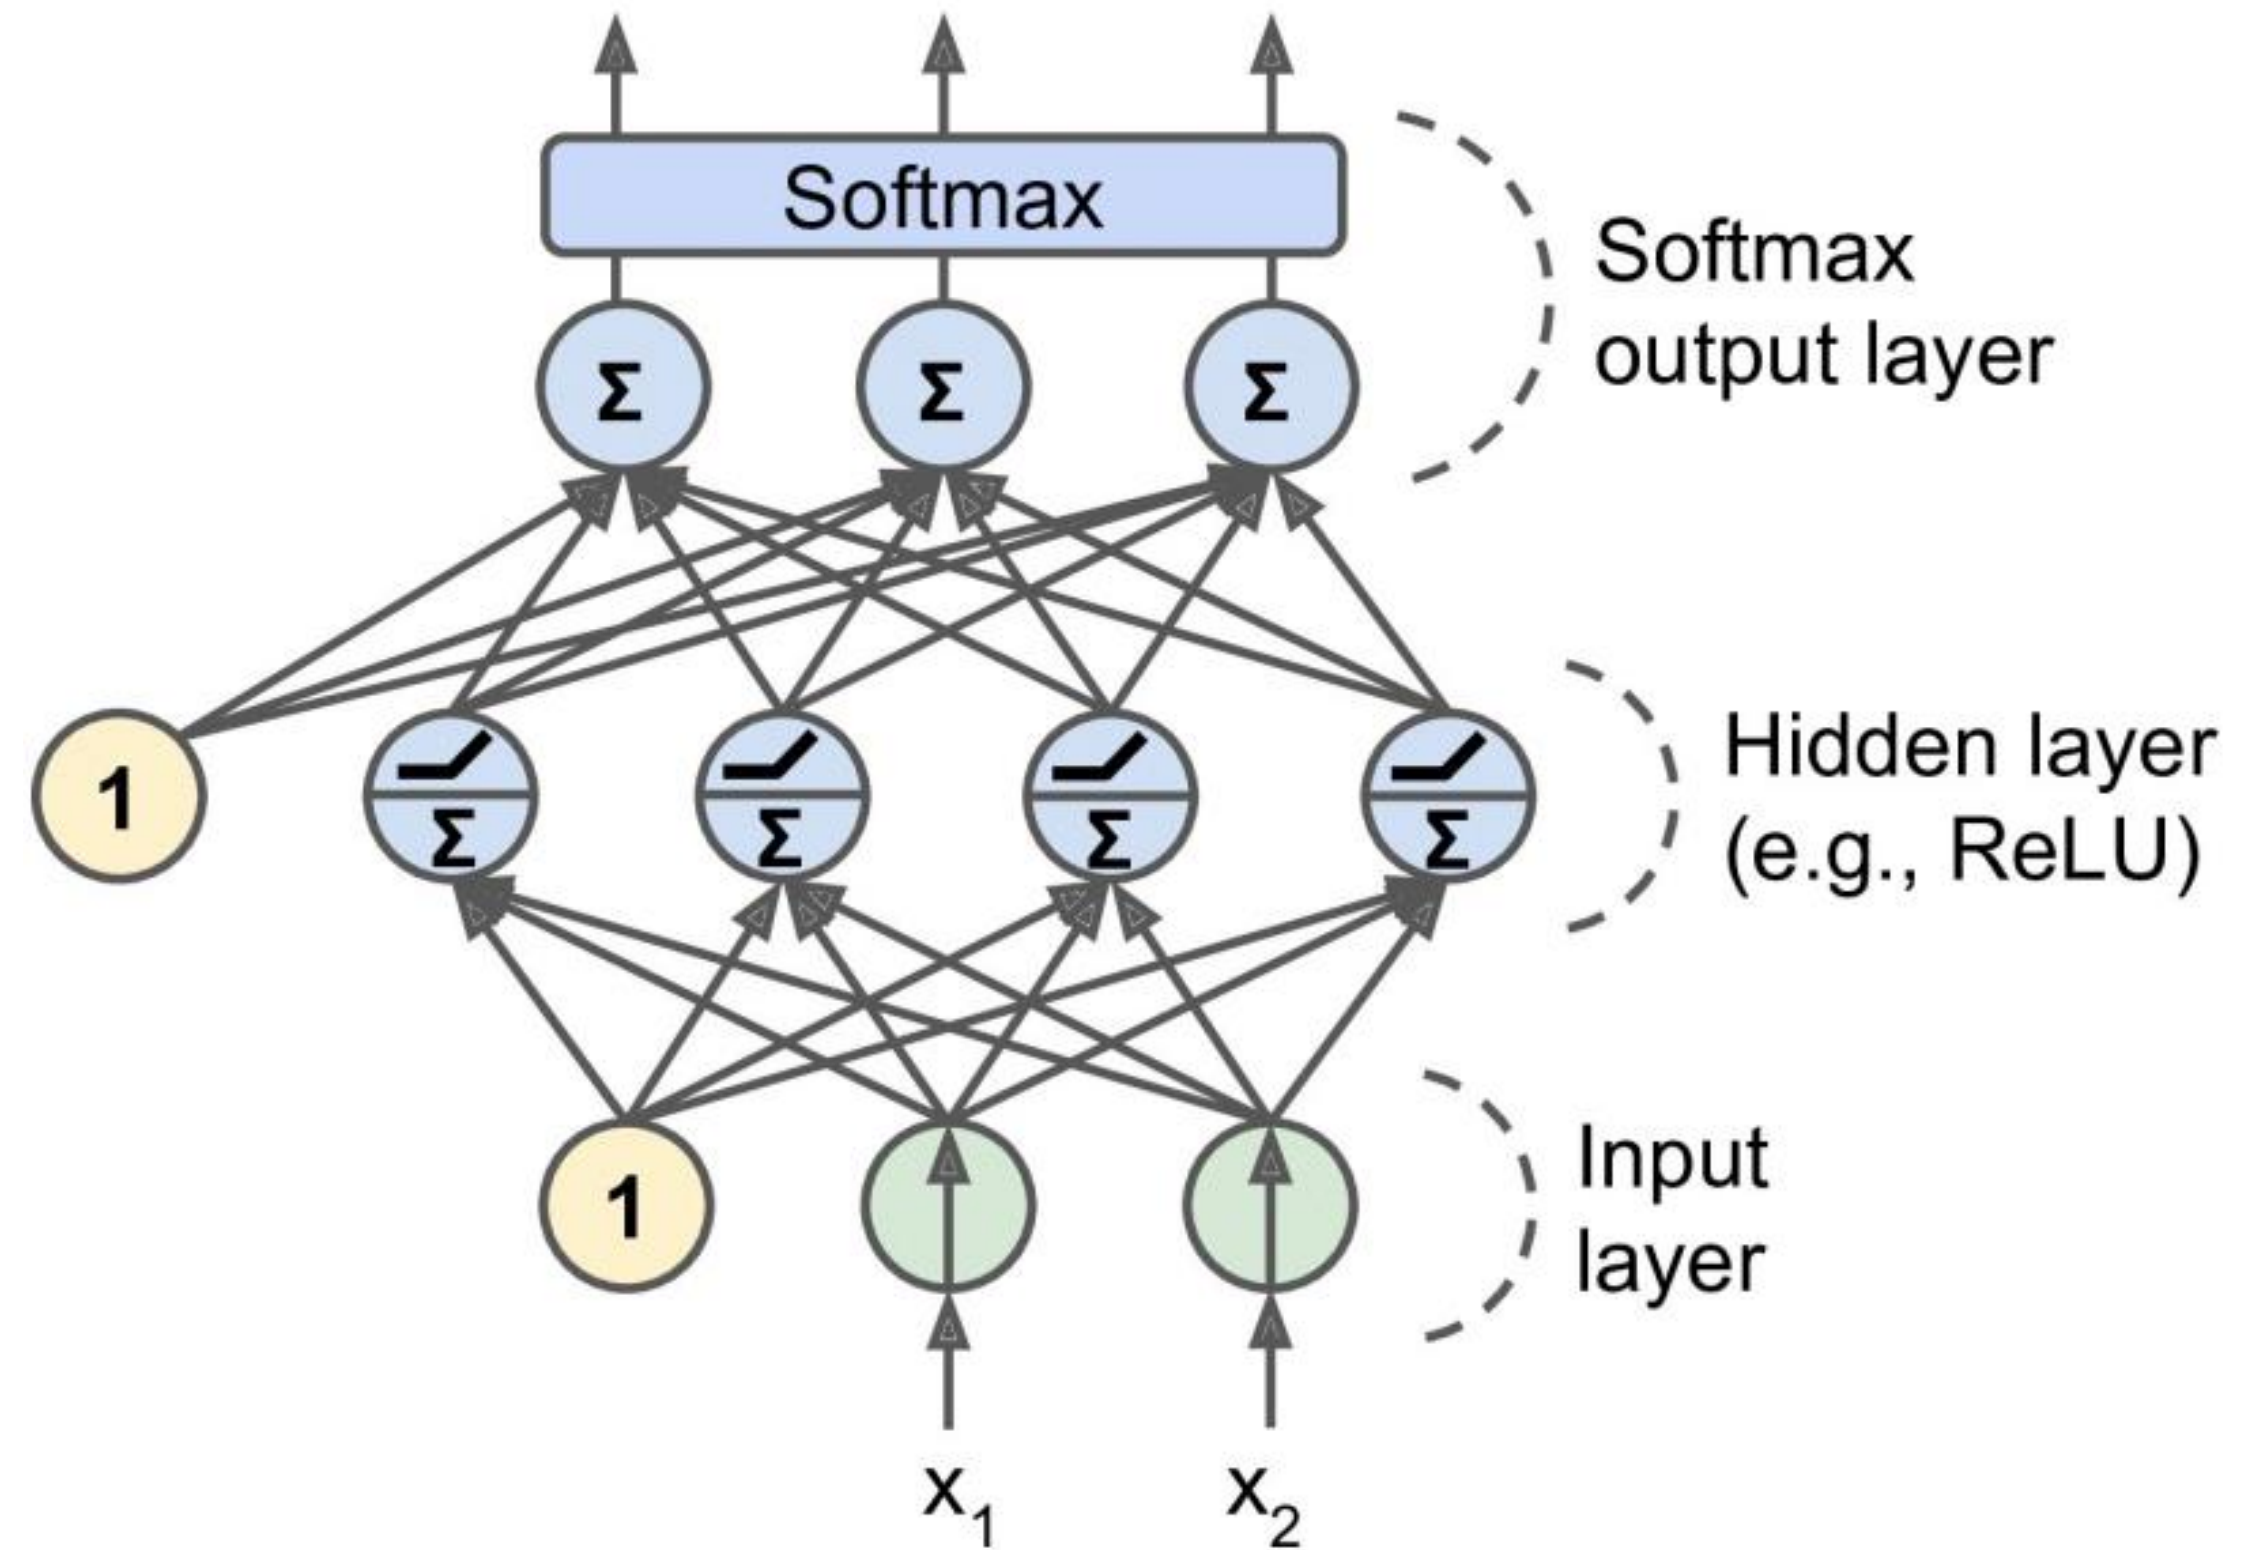 Softmax
Softmax
output layer
Σ Σ Σ
1
Σ Σ Σ Σ
Hidden layer
(e.g., ReLU)
1
Input
layer
x1 x2